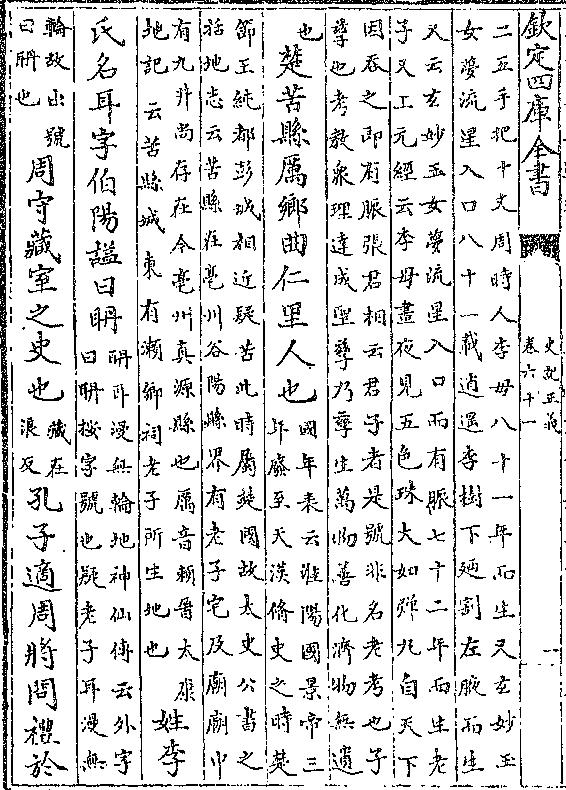 欽定四庫全書
史記正義
卷六十一
一
二五手把十文周時人李母八十一年而生又玄妙玉
女夢流星入口八十一載逍遥李樹下廼割左腋而生
又云玄妙玉女夢流星入口而有脤七十二年而生老
子又上元經云李母晝夜見五色珠大如彈丸自天下
因吞之即有脤張君相云君子者是號非名老考也子
孳也考教衆理達成聖孳乃孳生萬物善化濟物無遺
也 楚苦縣厲鄉曲仁里人也 國年表云淮陽國景帝三
年廢至天漢脩史之時楚
節王純都彭城相近疑苦此時屬楚國故太史公書之
括地志云苦縣在亳州谷陽縣界有老子宅及廟廟中
有九井尚存在今亳州真源縣也厲音賴晉太康
地記云苦縣城東有瀬鄉祠老子所生地也 姓李
氏名耳字伯陽諡曰聃 聃耳漫無輪也神仙傳云外字
曰聃按字號也疑老子耳漫無
輪故出號
曰聃也 周守藏室之史也 藏在
浪反 孔子適周將問禮於